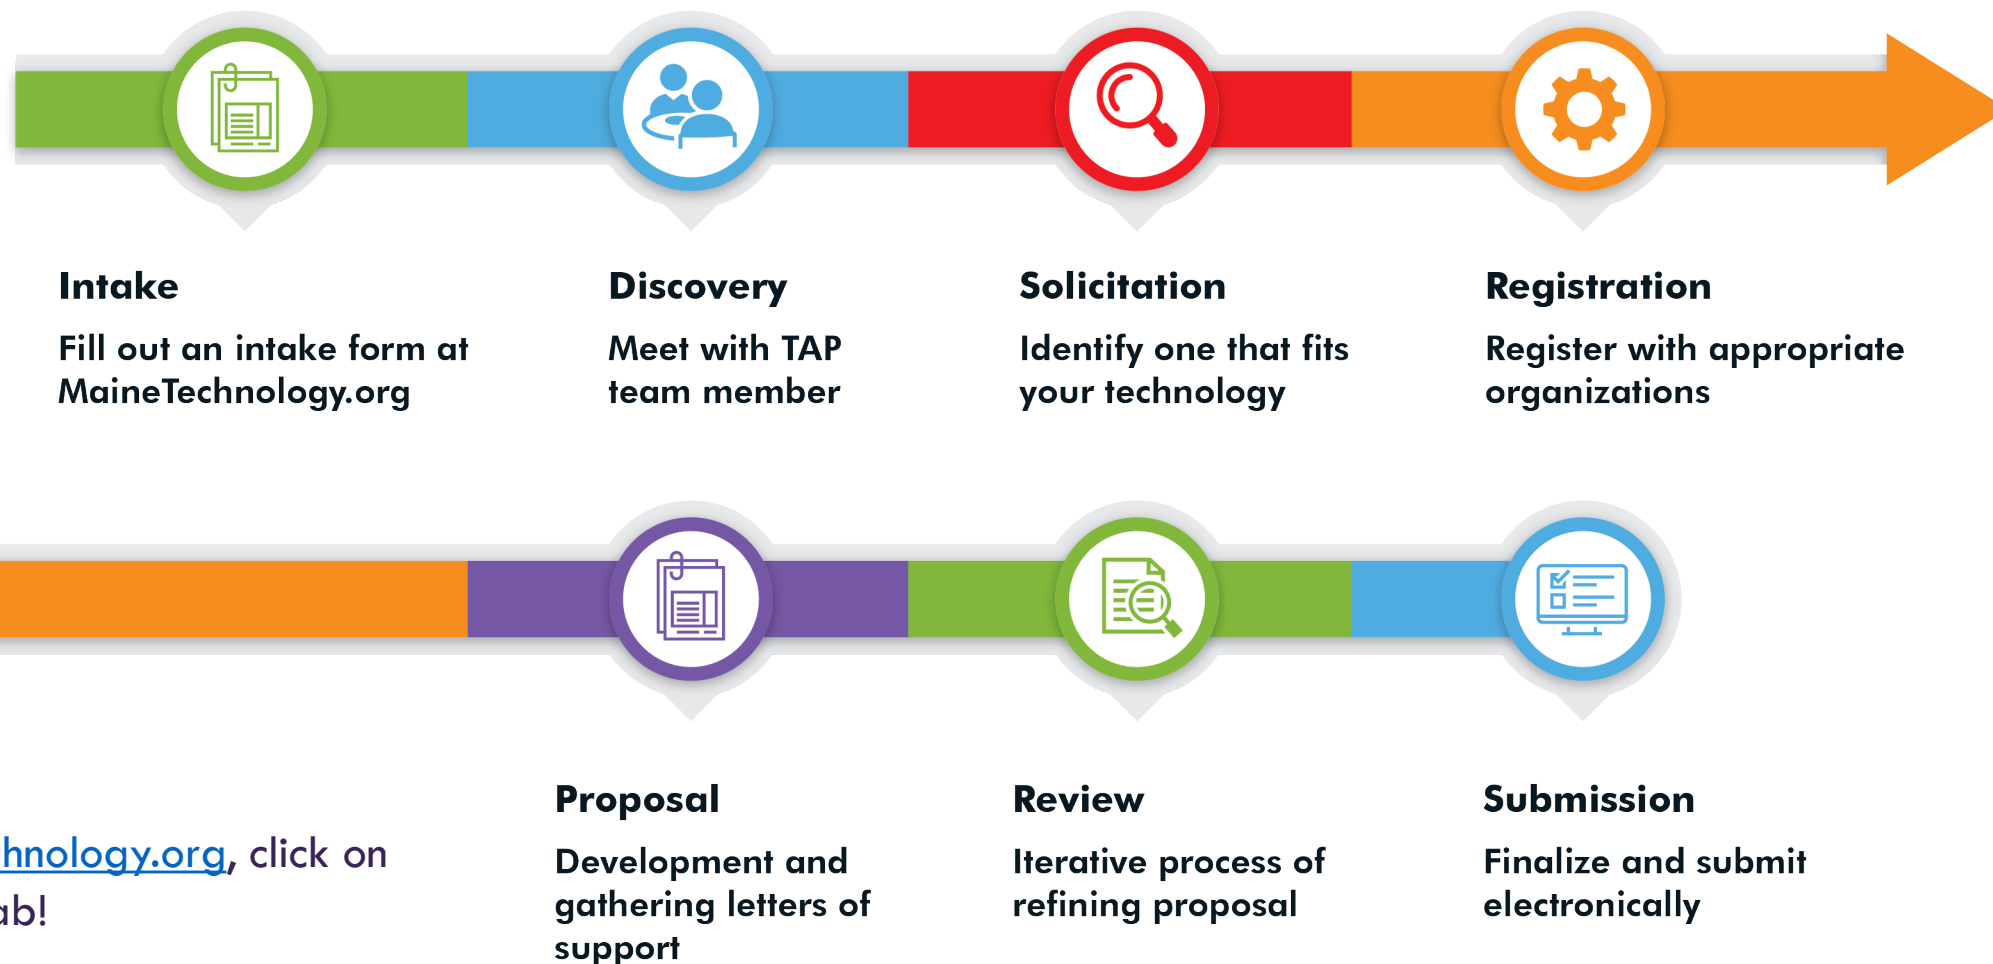 Intake
Fill out an intake form at
MaineTechnology.org
Discovery
Meet with TAP
team member
Solicitation
Identify one that fits
your technology
Registration
Register with appropriate
organizations
hnology.org, click on
ab!
Proposal
Development and
gathering letters of
support
Review
Iterative process of
refining proposal
Submission
Finalize and submit
electronically